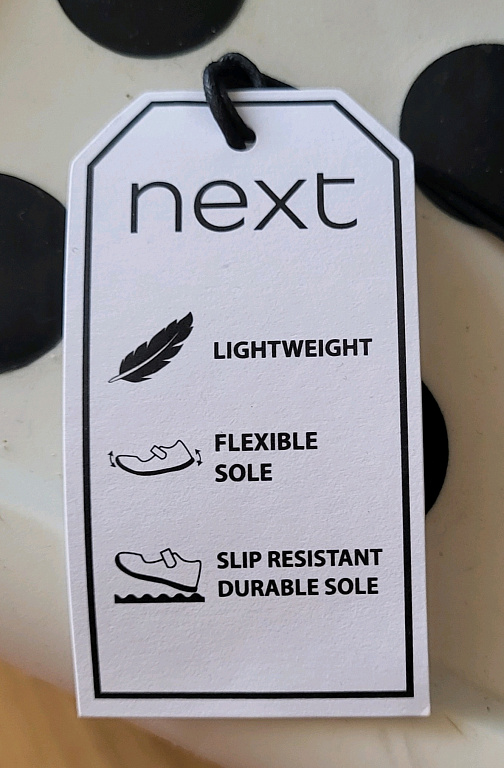 next
LIGHTWEIGHT
FLEXIBLE
SOLE
SLIP RESISTANT
DURABLE SOLE